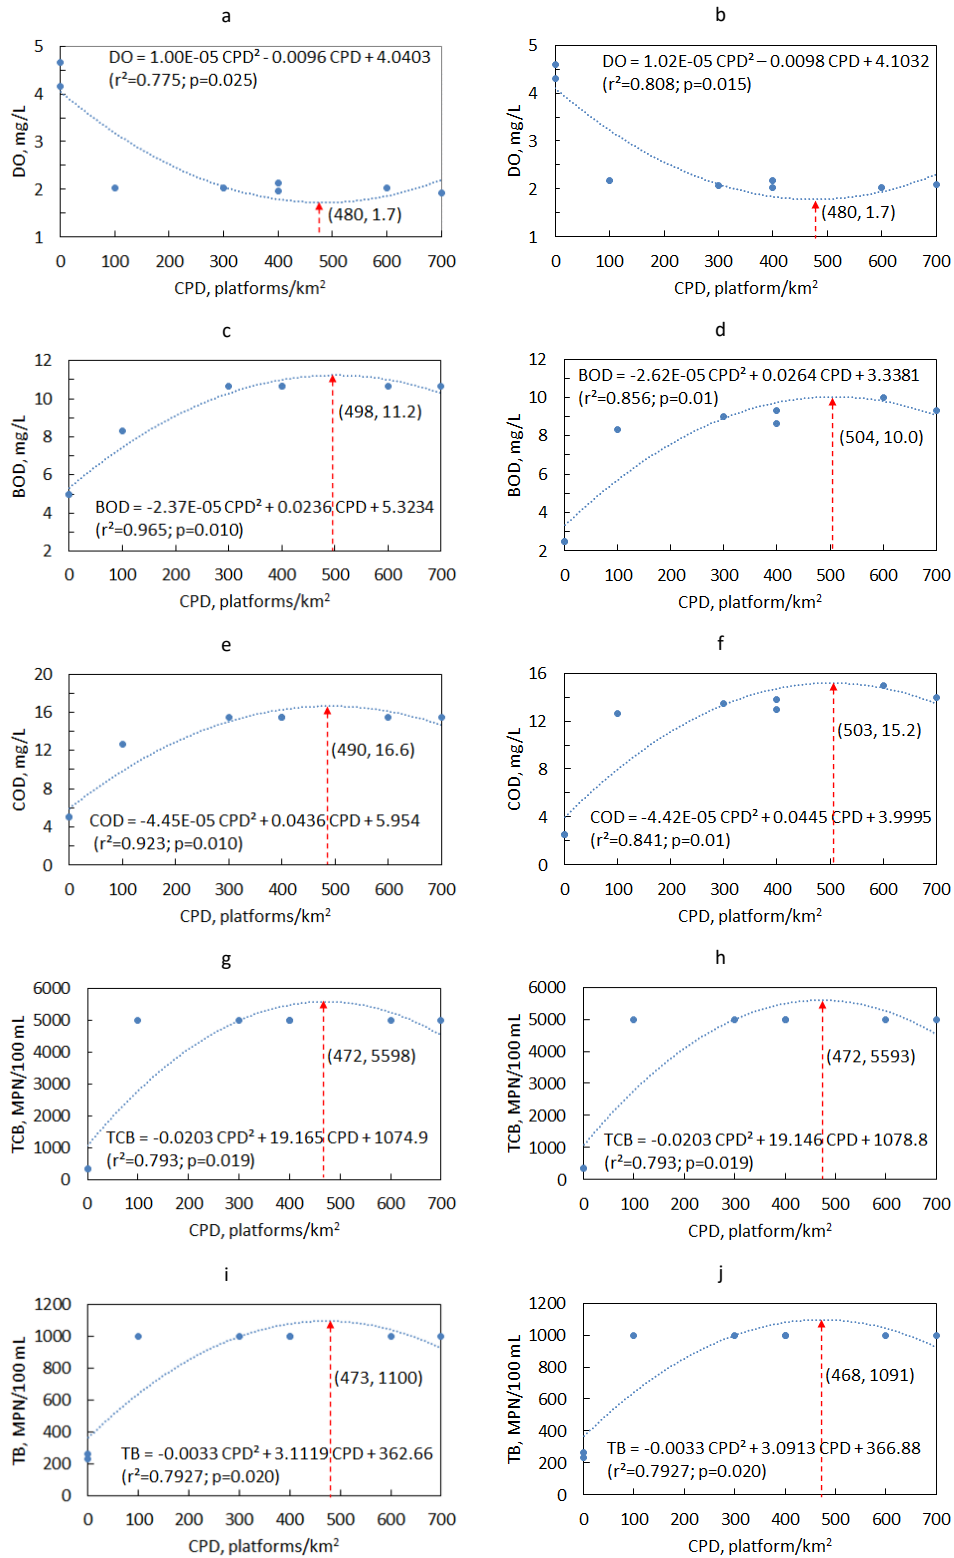 a
DO = 1.00E-05 CPD² - 0.0096 CPD + 4.0403
(r²=0.775; p=0.025)
5
4
3
2
1
DO, mg/L
(480, 1.7)
0 100 200 300 400 500 600 700
CPD, platforms/km²
b
DO = 1.02E-05 CPD² – 0.0098 CPD + 4.1032
(r²=0.808; p=0.015)
5
4
3
2
1
DO, mg/L
(480, 1.7)
0 100 200 300 400 500 600 700
CPD, platform/km²
c
12
10
8
6
4
2
BOD, mg/L
(498, 11.2)
BOD = -2.37E-05 CPD² + 0.0236 CPD + 5.3234
(r²=0.965; p=0.010)
0 100 200 300 400 500 600 700
CPD, platforms/km²
d
BOD = -2.62E-05 CPD² + 0.0264 CPD + 3.3381
(r²=0.856; p=0.01)
12
10
8
6
4
2
BOD, mg/L
(504, 10.0)
0 100 200 300 400 500 600 700
CPD, platform/km²
e
20
16
12
8
4
0
COD, mg/L
(490, 16.6)
COD = -4.45E-05 CPD² + 0.0436 CPD + 5.954
(r²=0.923; p=0.010)
0 100 200 300 400 500 600 700
CPD, platforms/km²
f
16
12
8
4
0
COD, mg/L
(503, 15.2)
COD = -4.42E-05 CPD² + 0.0445 CPD + 3.9995
(r²=0.841; p=0.01)
0 100 200 300 400 500 600 700
CPD, platform/km²
g
6000
5000
4000
3000
2000
1000
0
TCB, MPN/100 mL
(472, 5598)
TCB = -0.0203 CPD² + 19.165 CPD + 1074.9
(r²=0.793; p=0.019)
0 100 200 300 400 500 600 700
CPD, platforms/km²
h
6000
5000
4000
3000
2000
1000
0
TCB, MPN/100 mL
(472, 5593)
TCB = -0.0203 CPD² + 19.146 CPD + 1078.8
(r²=0.793; p=0.019)
0 100 200 300 400 500 600 700
CPD, platform/km²
i
1200
1000
800
600
400
200
0
TB, MPN/100 mL
(473, 1100)
TB = -0.0033 CPD² + 3.1119 CPD + 362.66
(r²=0.7927; p=0.020)
0 100 200 300 400 500 600 700
CPD, platforms/km²
j
1200
1000
800
600
400
200
0
TB, MPN/100 mL
(468, 1091)
TB = -0.0033 CPD² + 3.0913 CPD + 366.88
(r²=0.7927; p=0.020)
0 100 200 300 400 500 600 700
CPD, platform/km²